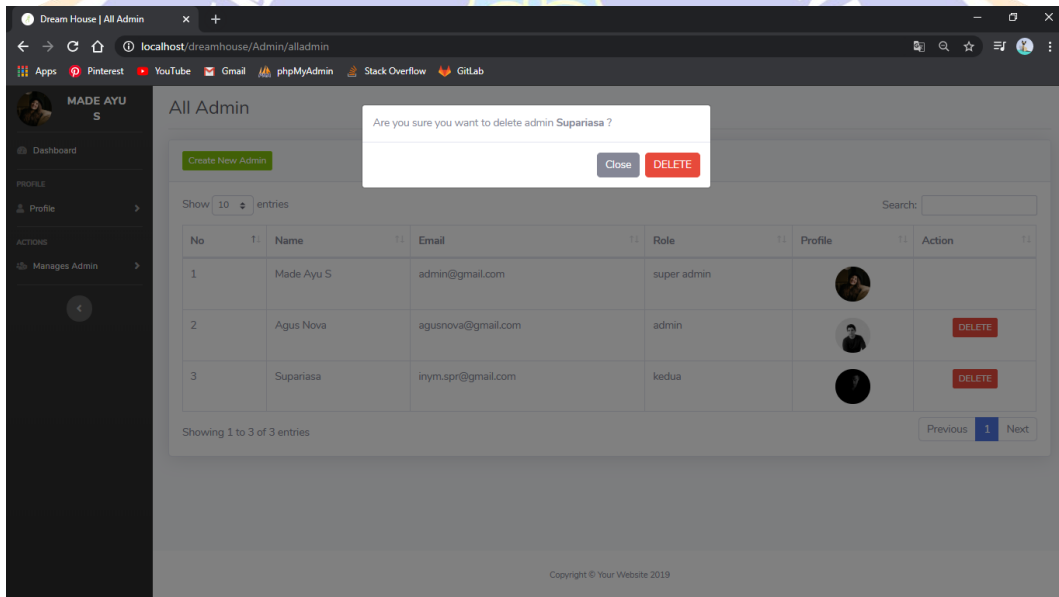 Dream House | All Admin
localhost/dreamhouse/Admin/alladmin
Apps Pinterest YouTube Gmail phpMyAdmin Stack Overflow GitLab
MADE AYU
S
Dashboard
PROFILE
Profile
ACTIONS
Manages Admin
All Admin
Are you sure you want to delete admin Supariasa ?
Close DELETE
Create New Admin
Show 10 entries Search:
No Name Email Role Profile Action
1 Made Ayu S admin@gmail.com super admin
2 Agus Nova agusnova@gmail.com admin DELETE
3 Supariasa inym.spr@gmail.com kedua DELETE
Showing 1 to 3 of 3 entries Previous 1 Next
Copyright © Your Website 2019